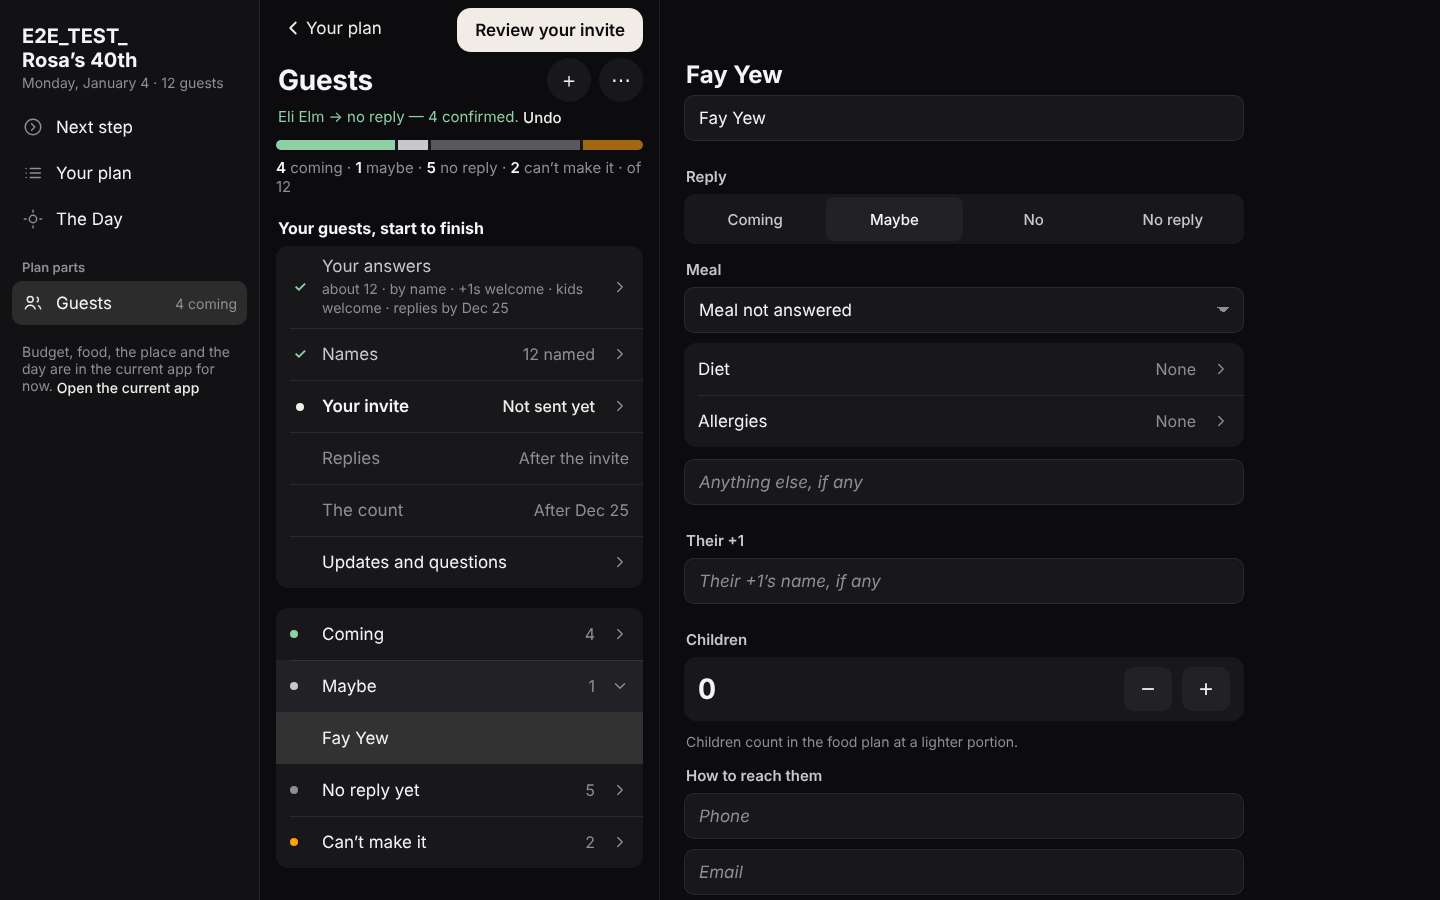 E2E_TEST_
Rosa’s 40th
Monday, January 4 · 12 guests
Next step
Your plan
The Day
Plan parts
Guests 4 coming
Budget, food, the place and the
day are in the current app for
now. Open the current app
Your plan
Review your invite
Guests
+ ···
Eli Elm → no reply — 4 confirmed. Undo
4 coming · 1 maybe · 5 no reply · 2 can’t make it · of
12
Your guests, start to finish
Your answers
about 12 · by name · +1s welcome · kids
welcome · replies by Dec 25
Names 12 named
Your invite Not sent yet
Replies After the invite
The count After Dec 25
Updates and questions
Coming 4
Maybe 1
Fay Yew
No reply yet 5
Can’t make it 2
Fay Yew
Fay Yew
Reply
Coming Maybe No No reply
Meal
Meal not answered
Diet None
Allergies None
Anything else, if any
Their +1
Their +1’s name, if any
Children
0 − +
Children count in the food plan at a lighter portion.
How to reach them
Phone
Email